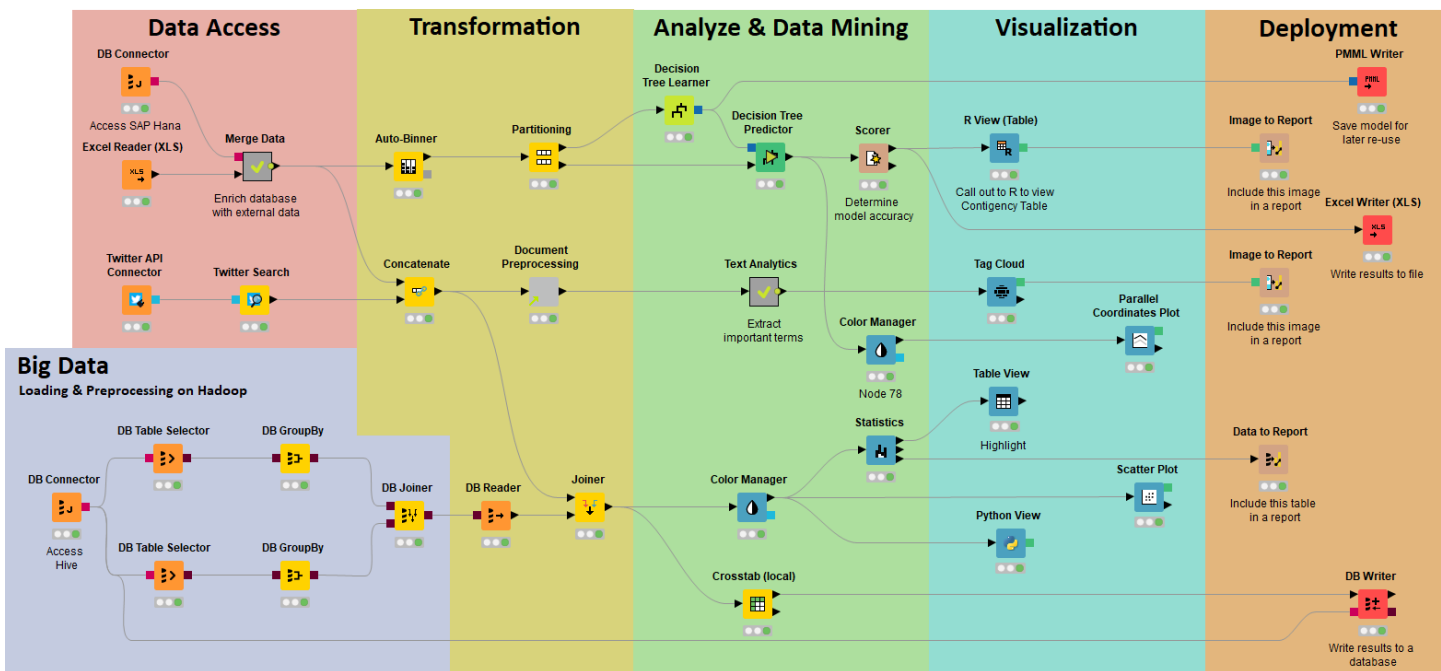 Data Access
Transformation
Analyze & Data Mining
Visualization
Deployment
DB Connector
Access SAP Hana
Excel Reader (XLS)
XLS
Merge Data
Enrich database
with external data
Twitter API
Connector
Twitter Search
Auto-Binner
Partitioning
Concatenate
Document
Preprocessing
Decision
Tree Learner
Decision Tree
Predictor
Scorer
Determine
model accuracy
Text Analytics
Extract
important terms
Color Manager
Node 78
R View (Table)
R
Call out to R to view
Contigency Table
Tag Cloud
Parallel
Coordinates Plot
PMML Writer
PMML
Save model for
later re-use
Image to Report
Include this image
in a report
Excel Writer (XLS)
XLS
Write results to file
Image to Report
Include this image
in a report
Big Data
Loading & Preprocessing on Hadoop
DB Connector
Access
Hive
DB Table Selector
DB GroupBy
DB Table Selector
DB GroupBy
DB Joiner
DB Reader
Joiner
Color Manager
Statistics
Crosstab (local)
Table View
Highlight
Scatter Plot
Python View
Data to Report
Include this table
in a report
DB Writer
Write results to a
database